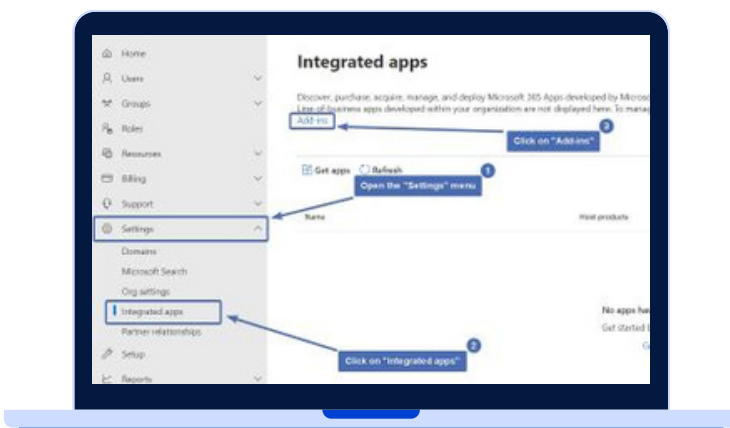 Home
Users
Groups
Roles
Resources
Billing
Support
Settings
Domains
Microsoft Search
Org settings
Integrated apps
Partner relationships
Setup
Reports
Integrated apps
Discover, purchase, acquire, manage, and deploy Microsoft 365 Apps developed by Microso
Line-of-business apps developed within your organization are not displayed here. To manag
Add-ins
3
Click on "Add-ins"
Get apps Refresh
1
Open the "Settings" menu
Name Host products
No apps hav
Get started b
2
Click on "Integrated apps"